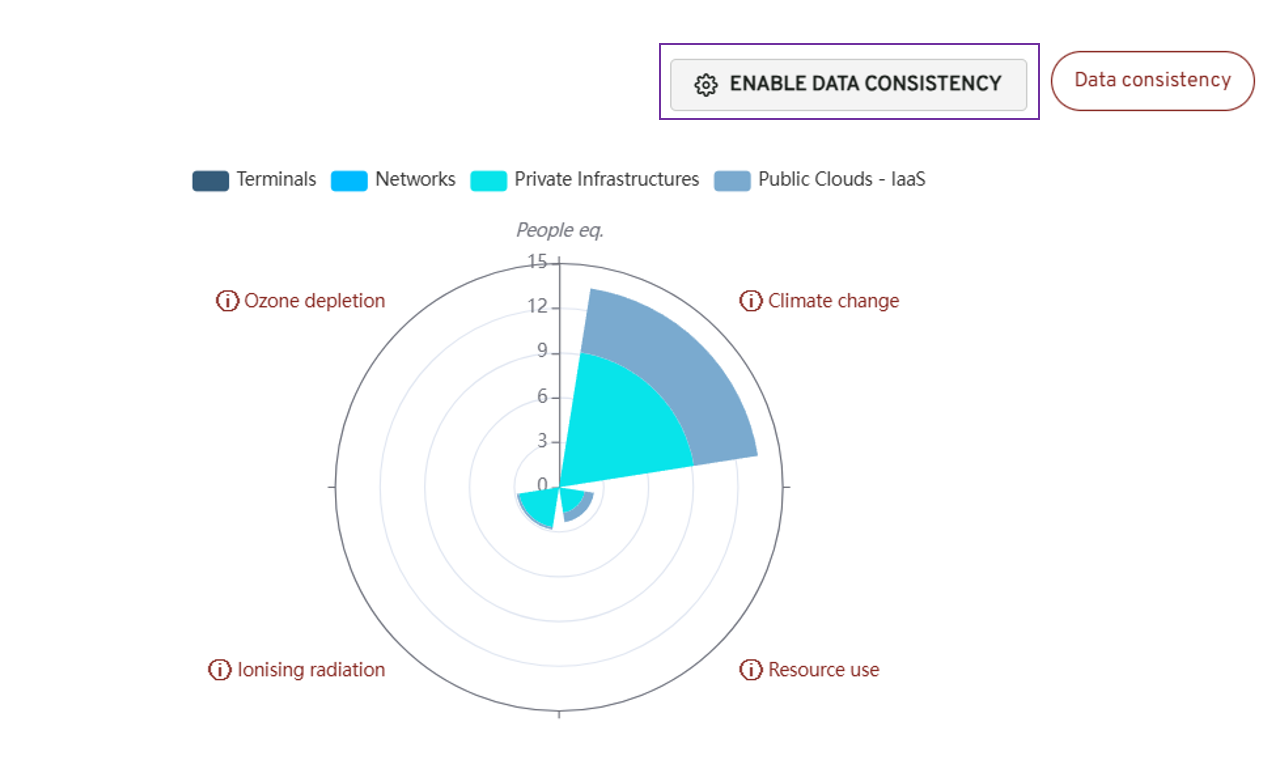 ENABLE DATA CONSISTENCY
Data consistency
Terminals
Networks
Private Infrastructures
Public Clouds - IaaS
People eq.
15
12
9
6
3
0
Ozone depletion
Climate change
Ionising radiation
Resource use